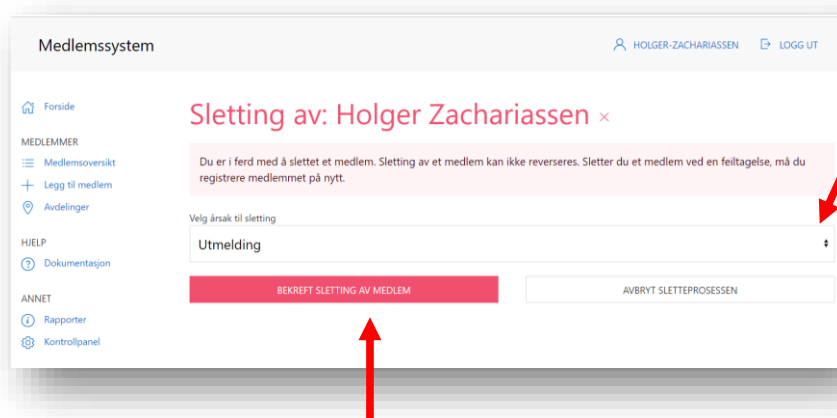 Medlemssystem
HOLGER-ZACHARIASSEN
LOGG UT
Forside
MEDLEMMER
Medlemsoversikt
Legg til medlem
Avdelinger
HJELP
Dokumentasjon
ANNET
Rapporter
Kontrollpanel
Sletting av: Holger Zachariassen ×
Du er i ferd med å slettet et medlem. Sletting av et medlem kan ikke reverseres. Sletter du et medlem ved en feiltagelse, må du
registrere medlemmet på nytt.
Velg årsak til sletting
Utmelding
BEKREFT SLETTING AV MEDLEM
AVBRYT SLETTEPROSESSEN